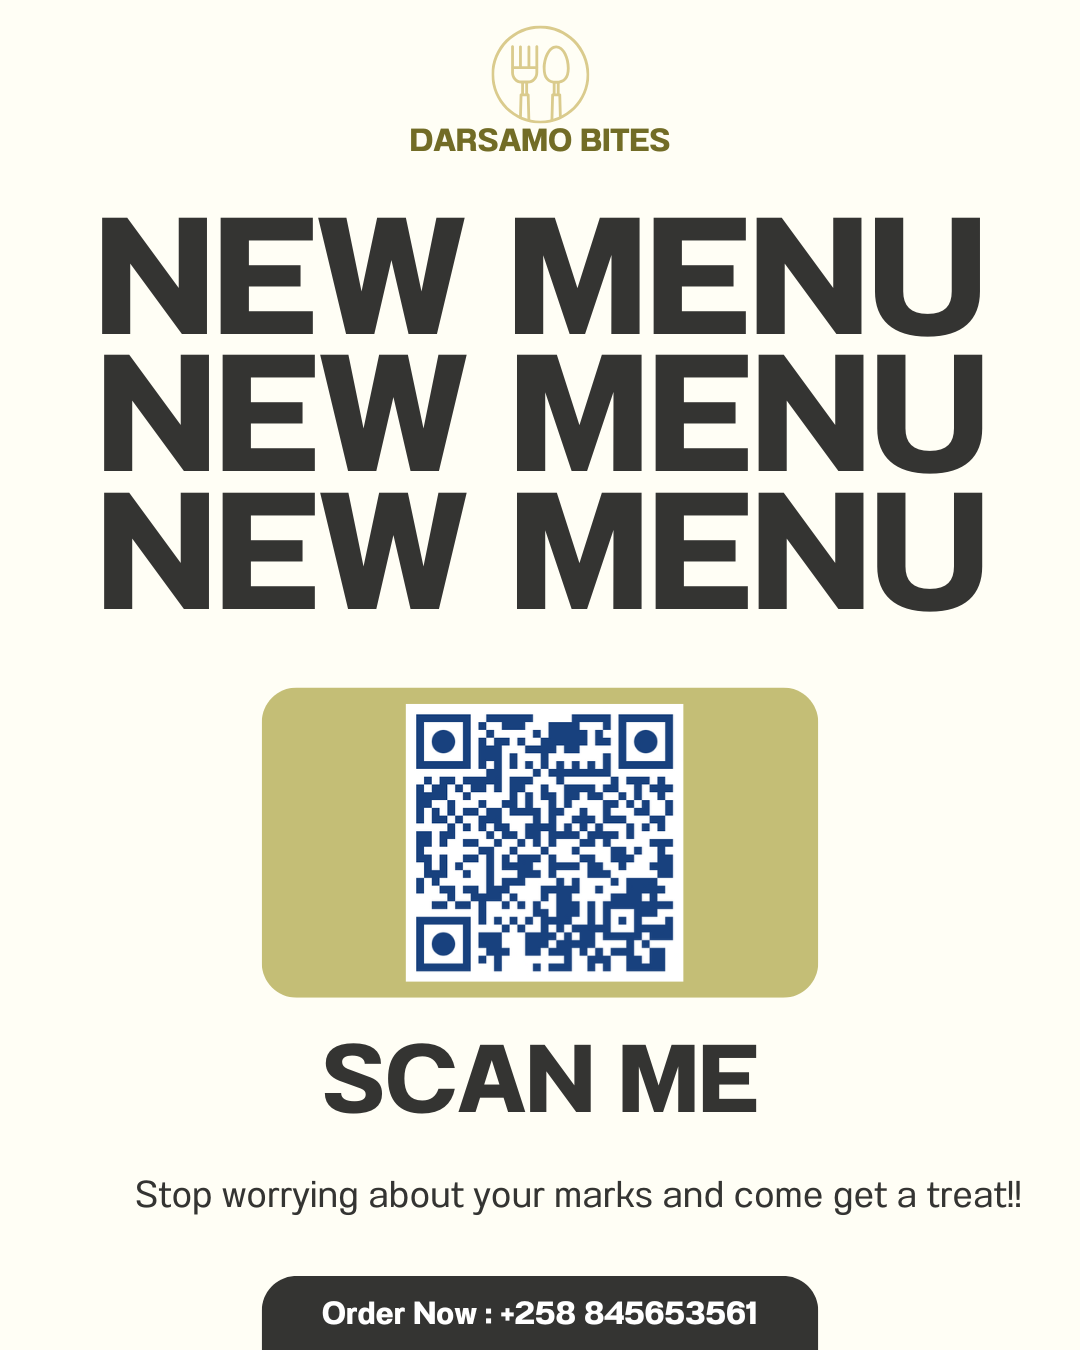 DARSAMO BITES
NEW MENU
NEW MENU
NEW MENU
SCAN ME
Stop worrying about your marks and come get a treat!!
Order Now : +258 845653561